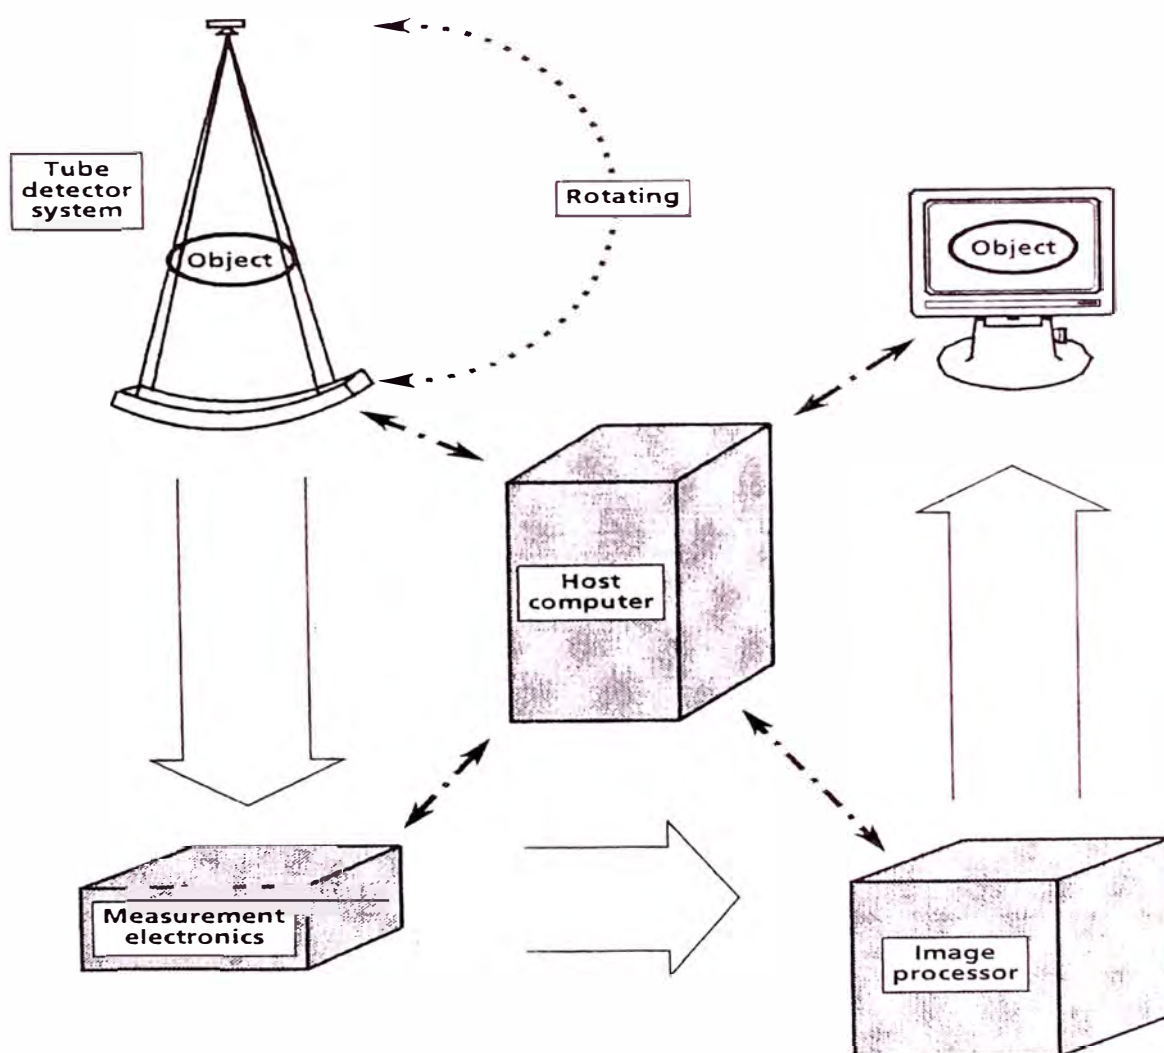 Tube
detector
system
Object
Rotating
Object
Host
computer
Measurement
electronics
Image
processor